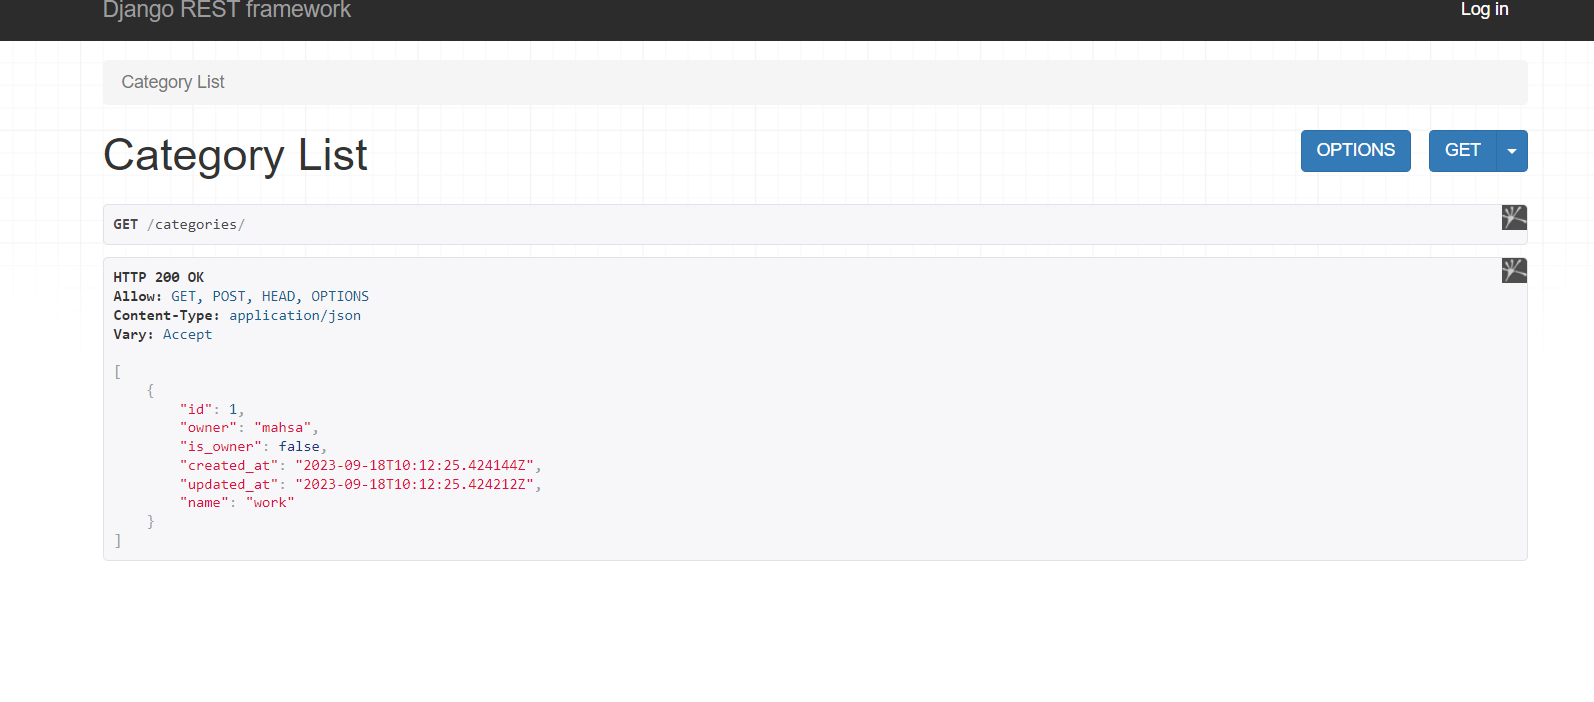 Django REST framework
Log in
Category List
Category List
OPTIONS
GET
GET /categories/
HTTP 200 OK
Allow: GET, POST, HEAD, OPTIONS
Content-Type: application/json
Vary: Accept
[
    {
        "id": 1,
        "owner": "mahsa",
        "is_owner": false,
        "created_at": "2023-09-18T10:12:25.424144Z",
        "updated_at": "2023-09-18T10:12:25.424212Z",
        "name": "work"
    }
]